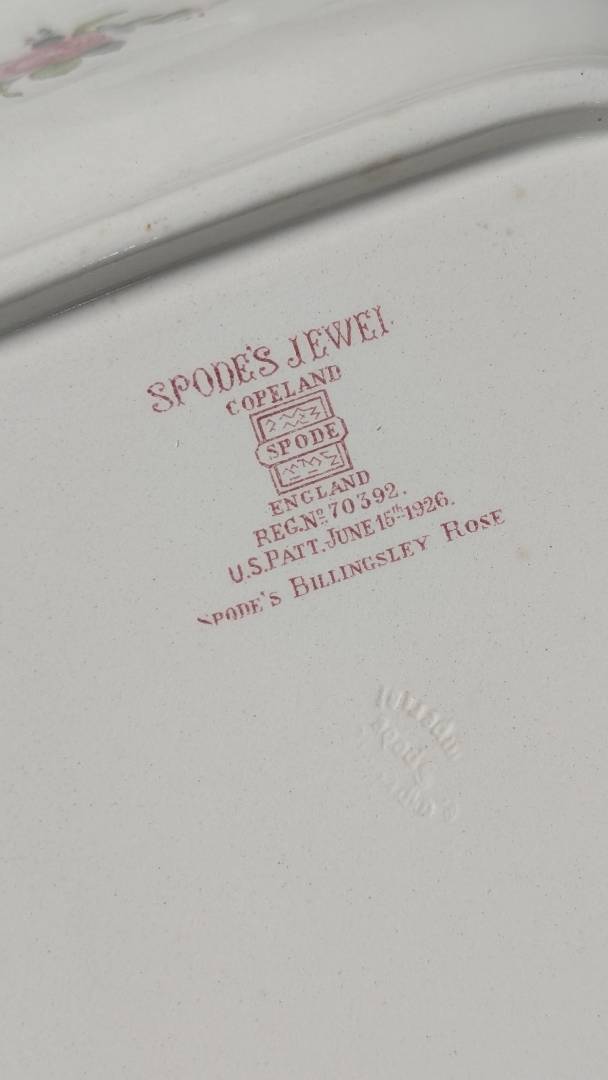 SPODE'S JEWEL
COPELAND
SPODE
ENGLAND
REG. Nº 70392.
U.S. PATT. JUNE 15th 1926.
SPODE'S BILLINGSLEY ROSE